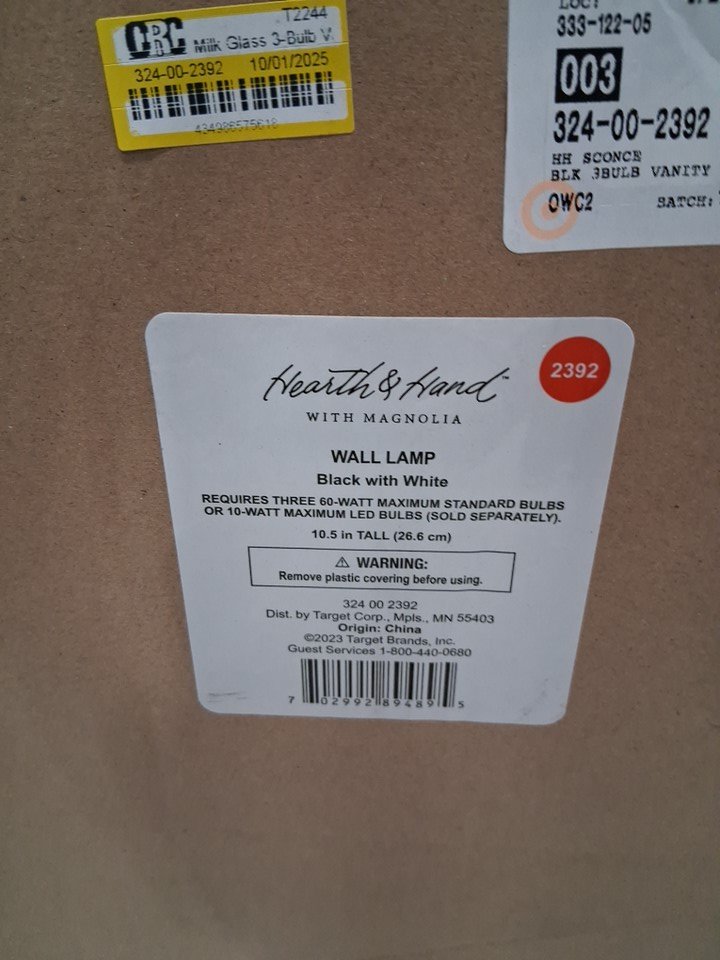 T2244
CRC Milk Glass 3-Bulb V
324-00-2392 10/01/2025
LOC:
333-122-05
003
324-00-2392
HH SCONCE
BLK 3BULB VANITY
OWC2 BATCH:
Hearth & Hand™
WITH MAGNOLIA
2392
WALL LAMP
Black with White
REQUIRES THREE 60-WATT MAXIMUM STANDARD BULBS
OR 10-WATT MAXIMUM LED BULBS (SOLD SEPARATELY).
10.5 in TALL (26.6 cm)
⚠ WARNING:
Remove plastic covering before using.
324 00 2392
Dist. by Target Corp., Mpls., MN 55403
Origin: China
©2023 Target Brands, Inc.
Guest Services 1-800-440-0680
7 02992 89489 5